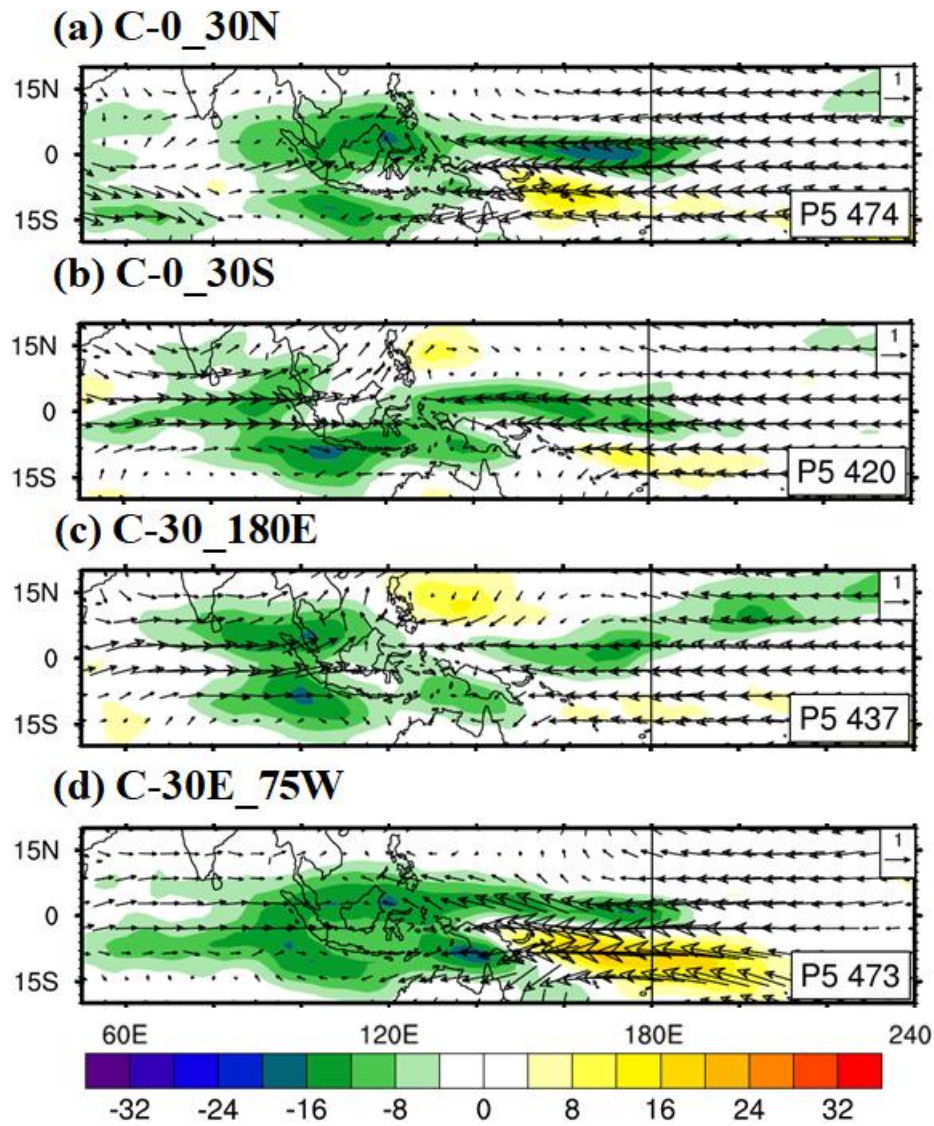 (a) C-0_30N
15N
0
15S
1
P5 474
(b) C-0_30S
15N
0
15S
1
P5 420
(c) C-30_180E
15N
0
15S
1
P5 437
(d) C-30E_75W
15N
0
15S
1
P5 473
60E 120E 180E 240
-32 -24 -16 -8 0 8 16 24 32